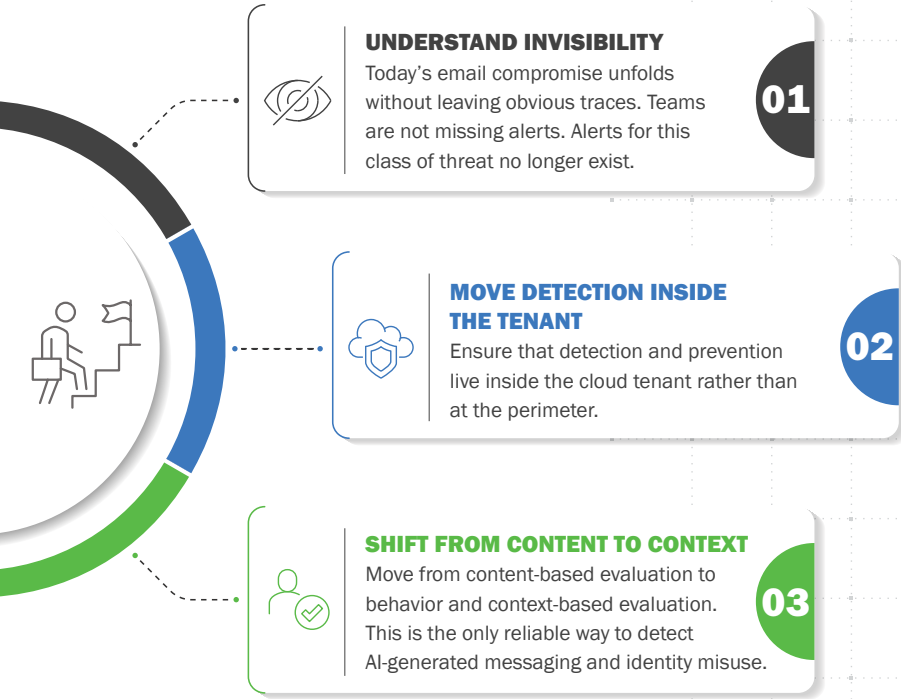 UNDERSTAND INVISIBILITY
Today’s email compromise unfolds
without leaving obvious traces. Teams
are not missing alerts. Alerts for this
class of threat no longer exist.
01
MOVE DETECTION INSIDE
THE TENANT
Ensure that detection and prevention
live inside the cloud tenant rather than
at the perimeter.
02
SHIFT FROM CONTENT TO CONTEXT
Move from content-based evaluation to
behavior and context-based evaluation.
This is the only reliable way to detect
AI-generated messaging and identity misuse.
03